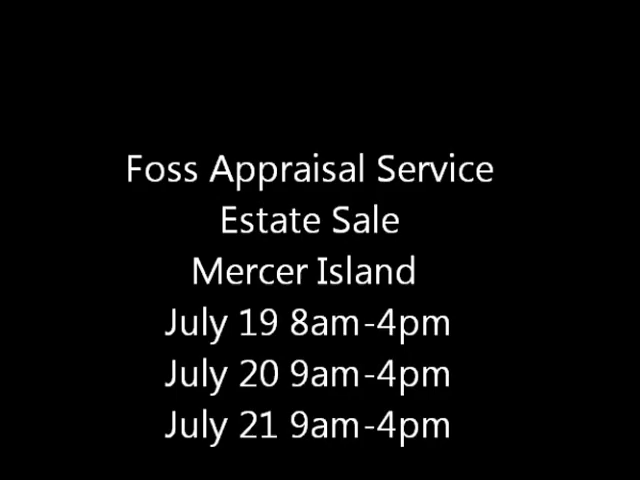 Foss Appraisal Service
Estate Sale
Mercer Island
July 19 8am-4pm
July 20 9am-4pm
July 21 9am-4pm